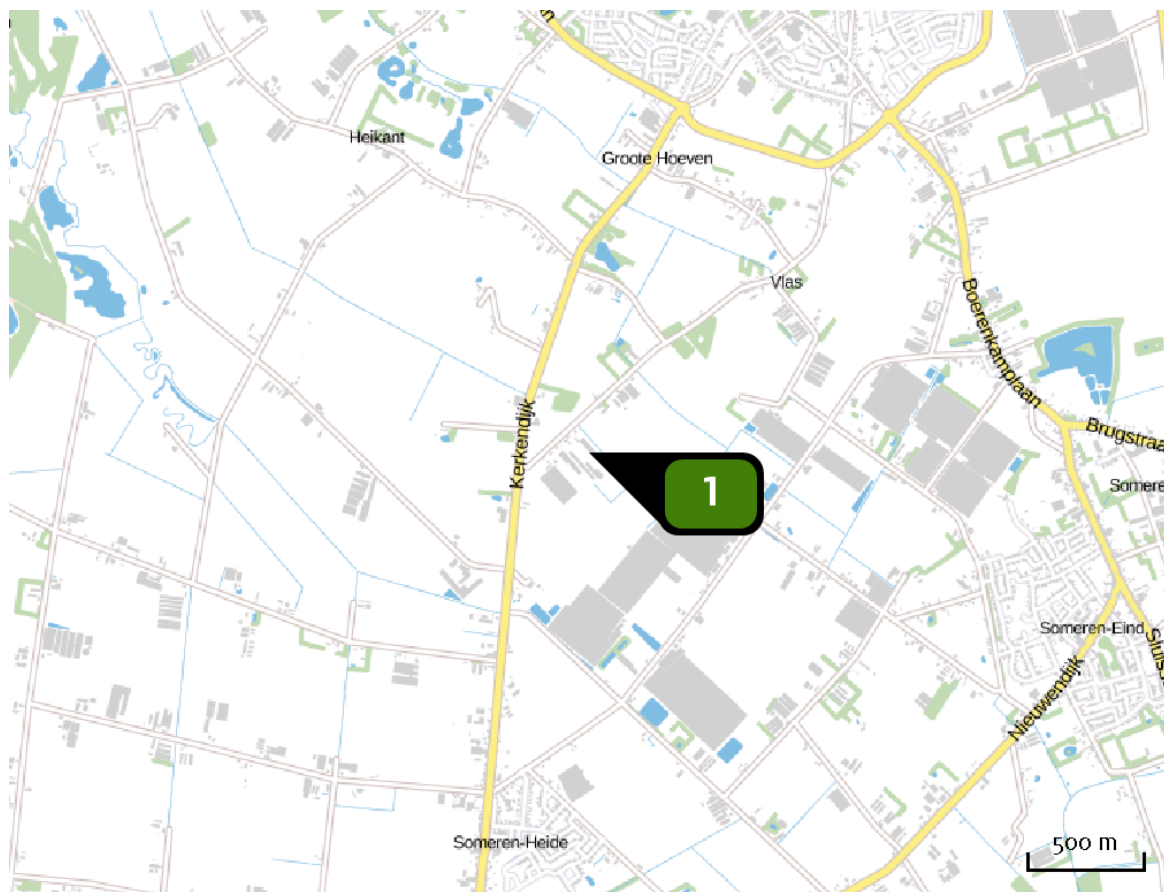 Heikant
Groote Hoeven
Vlas
Boerenkamplaan
Brugstraa
Kerkendijk
1
Somere
Someren-Eind
Nieuwendijk
Someren-Heide
500 m